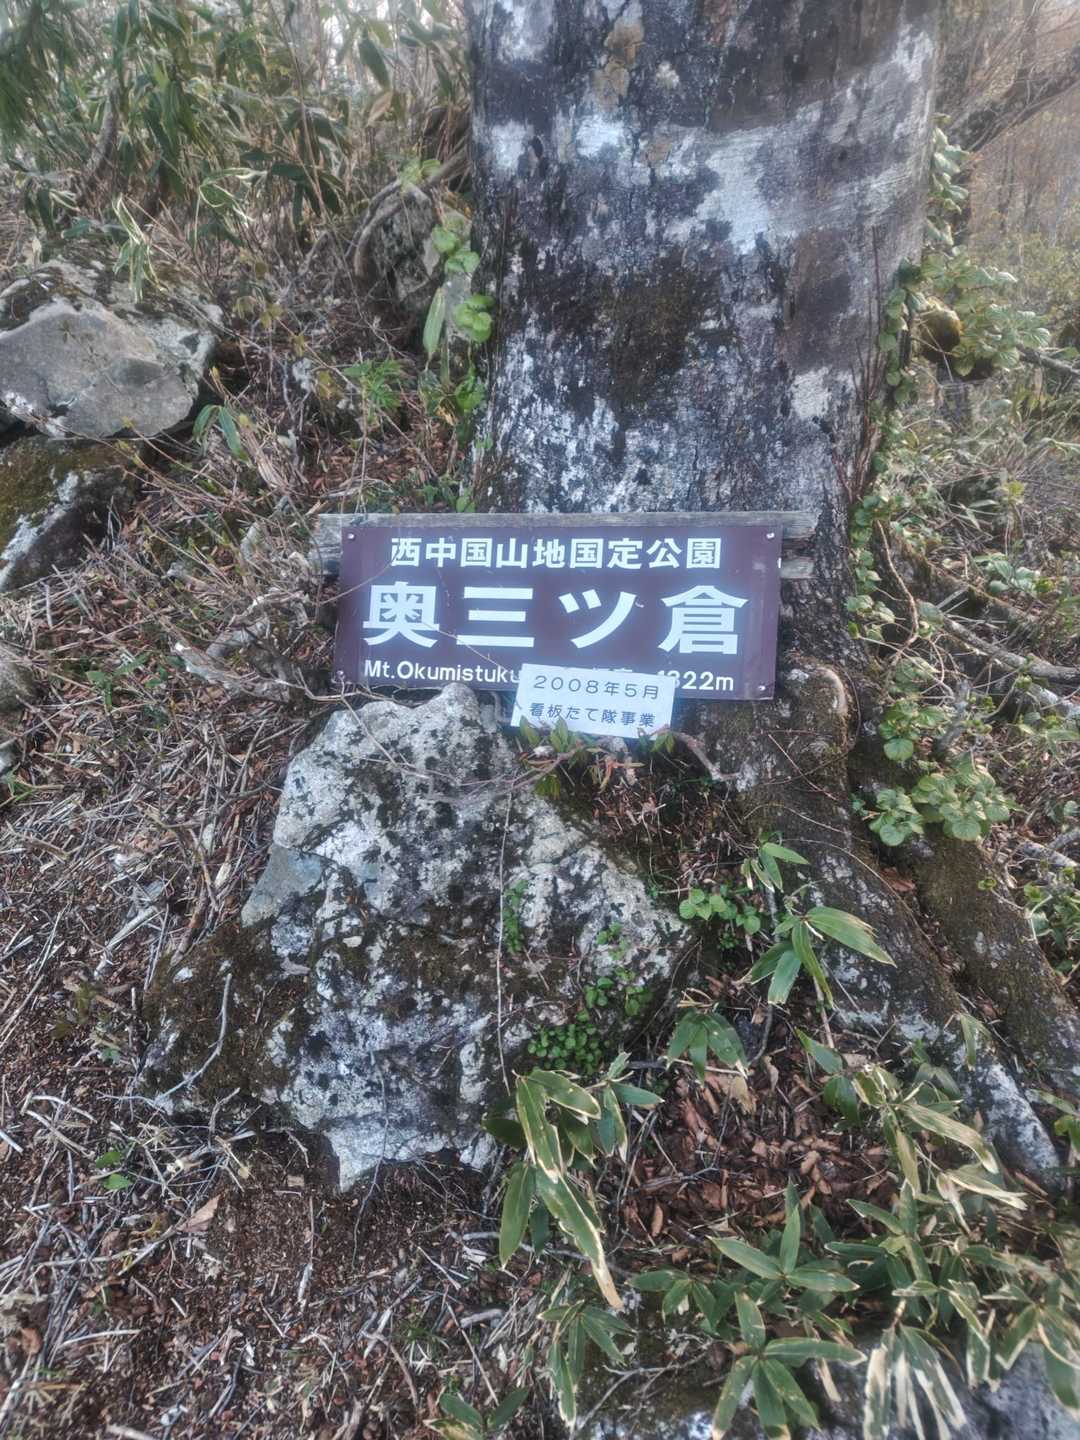 西中国山地国定公園
奥三ツ倉
Mt.Okumistuku
1322m
2008年5月
看板たて隊事業